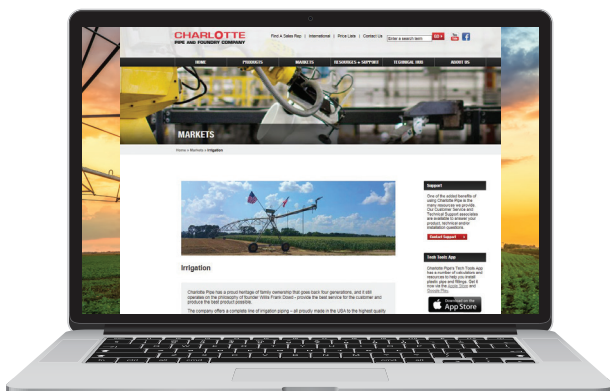 CHARLOTTE
PIPE AND FOUNDRY COMPANY
Find A Sales Rep | International | Price Lists | Contact Us
Enter a search term
GO
You Tube
HOME PRODUCTS MARKETS RESOURCES + SUPPORT TECHNICAL HUB ABOUT US
MARKETS
Home » Markets » Irrigation
Irrigation
Charlotte Pipe has a proud heritage of family ownership that goes back four generations, and it still
operates on the philosophy of founder Willis Frank Dowd – provide the best service for the customer and
produce the best product possible.
The company offers a complete line of irrigation piping – all proudly made in the USA to the highest quality
Support
One of the added benefits of
using Charlotte Pipe is the
many resources we provide.
Our Customer Service and
Technical Support associates
are available to answer your
product, technical and/or
installation questions.
Contact Support
Tech Tools App
Charlotte Pipe's Tech Tools App
has a number of calculators and
resources to help you install
plastic pipe and fittings. Get it
now via the Apple Store and
Google Play.
Download on the
App Store